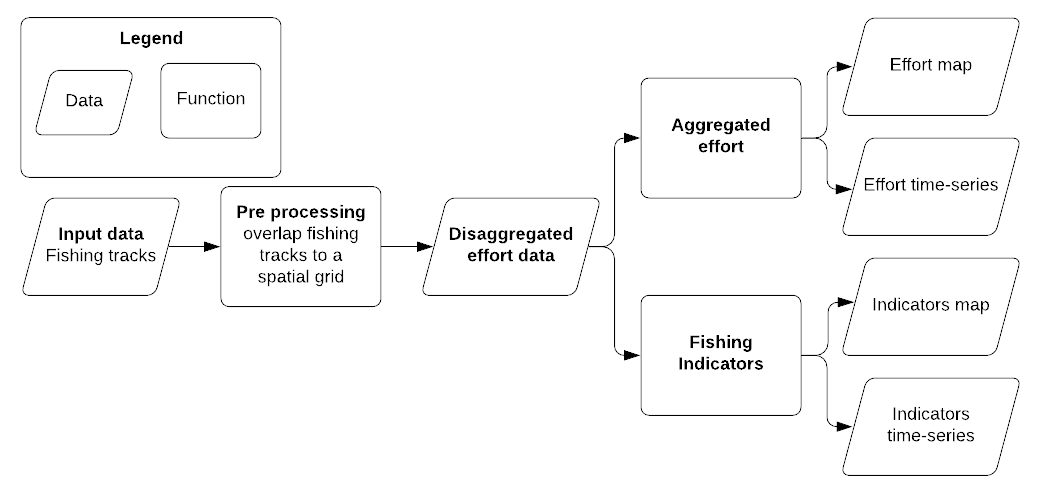 Legend
Data
Function
Input data
Fishing tracks
Pre processing
overlap fishing
tracks to a
spatial grid
Disaggregated
effort data
Aggregated
effort
Fishing
Indicators
Effort map
Effort time-series
Indicators map
Indicators
time-series